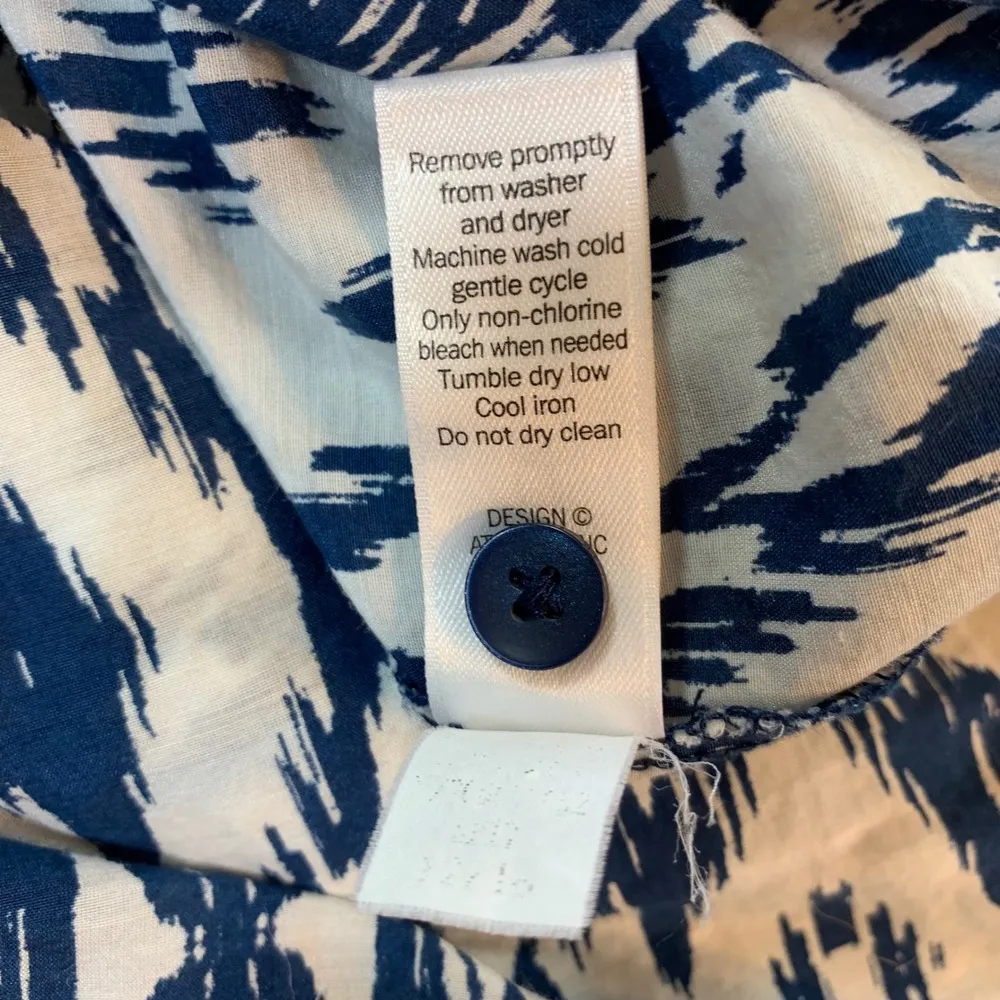 Remove promptly
from washer
and dryer
Machine wash cold
gentle cycle
Only non-chlorine
bleach when needed
Tumble dry low
Cool iron
Do not dry clean
DESIGN ©